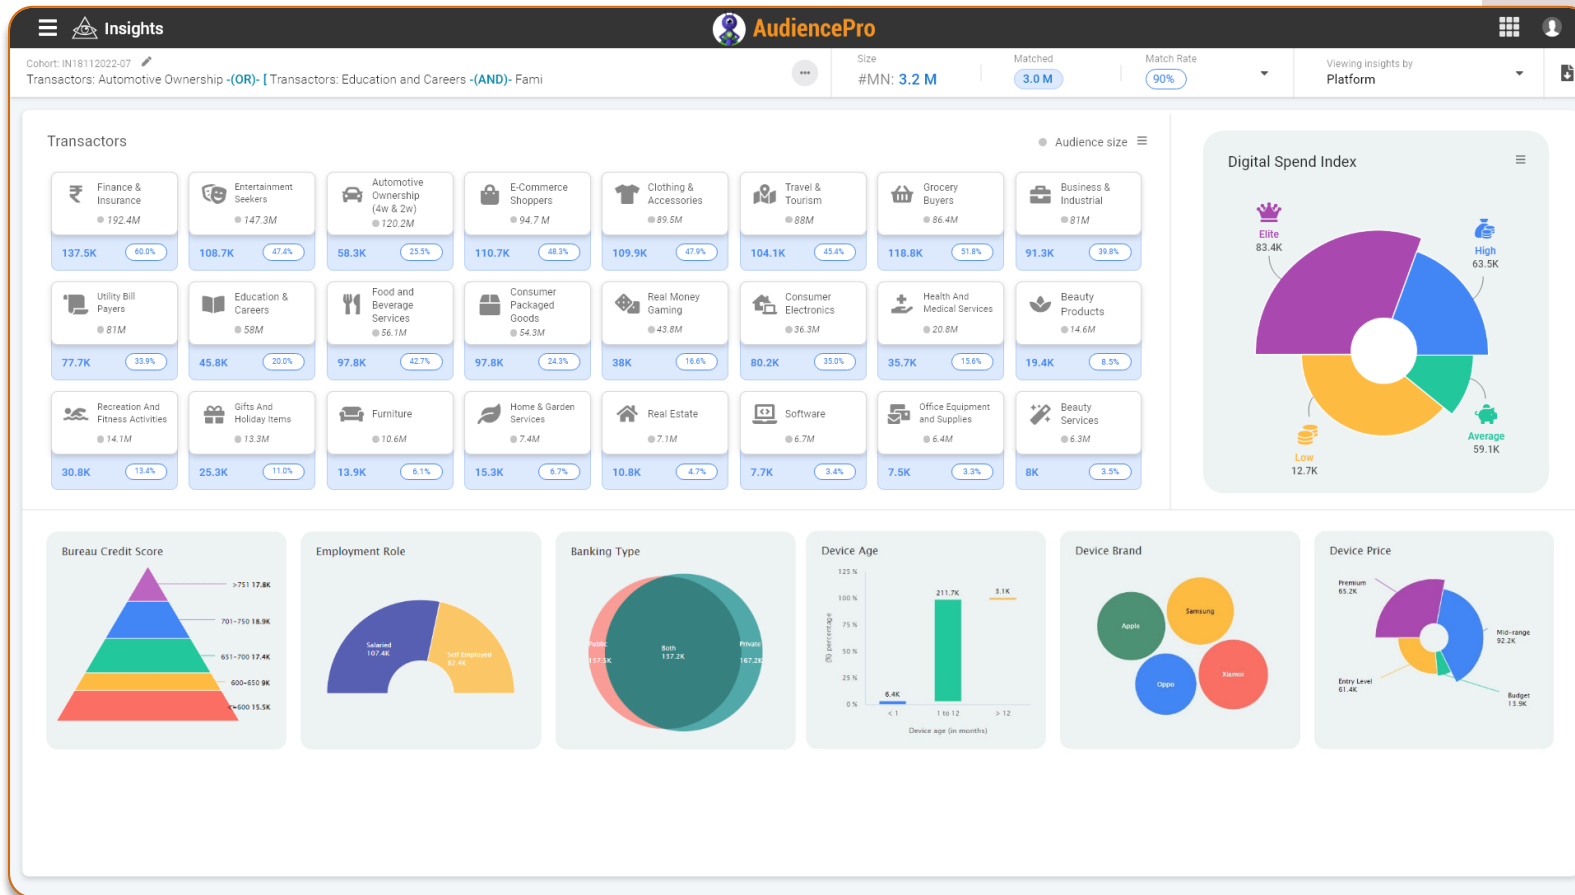 Insights
AudiencePro
Cohort: IN18112022-07
Transactors: Automotive Ownership -(OR)- [ Transactors: Education and Careers -(AND)- Fami
Size
#MN: 3.2 M
Matched
3.0 M
Match Rate
90%
Viewing insights by
Platform
Transactors
Audience size
Finance &
Insurance
192.4M
137.5K
60.0%
Entertainment
Seekers
147.3M
108.7K
47.4%
Automotive
Ownership
(4w & 2w)
120.2M
58.3K
25.5%
E-Commerce
Shoppers
94.7 M
110.7K
48.3%
Clothing &
Accessories
89.5M
109.9K
47.9%
Travel &
Tourism
88M
104.1K
45.4%
Grocery
Buyers
86.4M
118.8K
51.8%
Business &
Industrial
81M
91.3K
39.8%
Utility Bill
Payers
81M
77.7K
33.9%
Education &
Careers
58M
45.8K
20.0%
Food and
Beverage
Services
56.1M
97.8K
42.7%
Consumer
Packaged
Goods
54.3M
97.8K
24.3%
Real Money
Gaming
43.8M
38K
16.6%
Consumer
Electronics
36.3M
80.2K
35.0%
Health And
Medical Services
20.8M
35.7K
15.6%
Beauty
Products
14.6M
19.4K
8.5%
Recreation And
Fitness Activities
14.1M
30.8K
13.4%
Gifts And
Holiday Items
13.3M
25.3K
11.0%
Furniture
10.6M
13.9K
6.1%
Home & Garden
Services
7.4M
15.3K
6.7%
Real Estate
7.1M
10.8K
4.7%
Software
6.7M
7.7K
3.4%
Office Equipment
and Supplies
6.4M
7.5K
3.3%
Beauty
Services
6.3M
8K
3.5%
Digital Spend Index
Elite
83.4K
High
63.5K
Average
59.1K
Low
12.7K
Bureau Credit Score
>751 17.8K
701-750 18.9K
651-700 17.4K
600-650 9K
<=600 15.5K
Employment Role
Salaried
107.4K
Self Employed
82.4K
Banking Type
Public
157.5K
Both
137.2K
Private
167.2K
Device Age
125 %
100 %
75 %
50 %
25 %
0 %
(%) percentage
6.4K
211.7K
3.1K
< 1
1 to 12
> 12
Device age (in months)
Device Brand
Apple
Samsung
Oppo
Xiamoi
Device Price
Premium
65.2K
Mid-range
92.2K
Entry Level
61.4K
Budget
13.9K